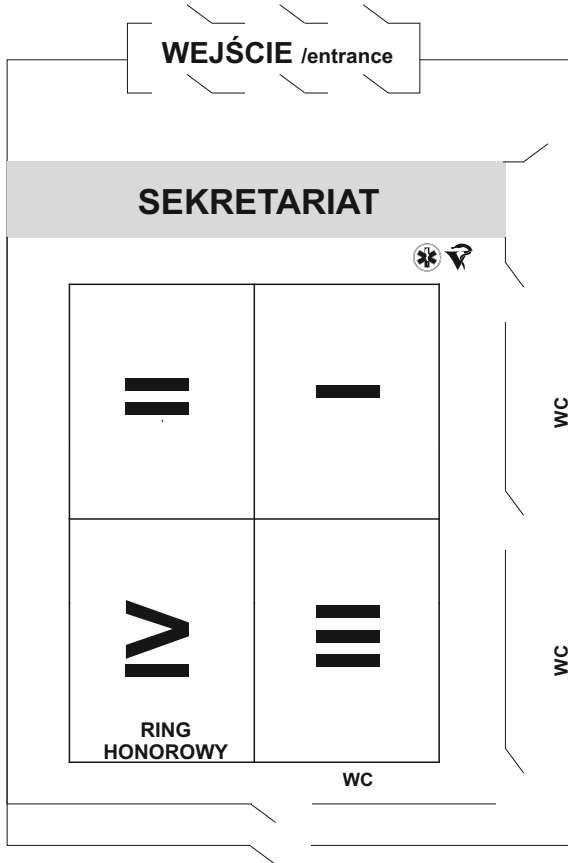 WEJŚCIE /entrance
SEKRETARIAT
II
I
WC
IV
III
WC
RING
HONOROWY
WC